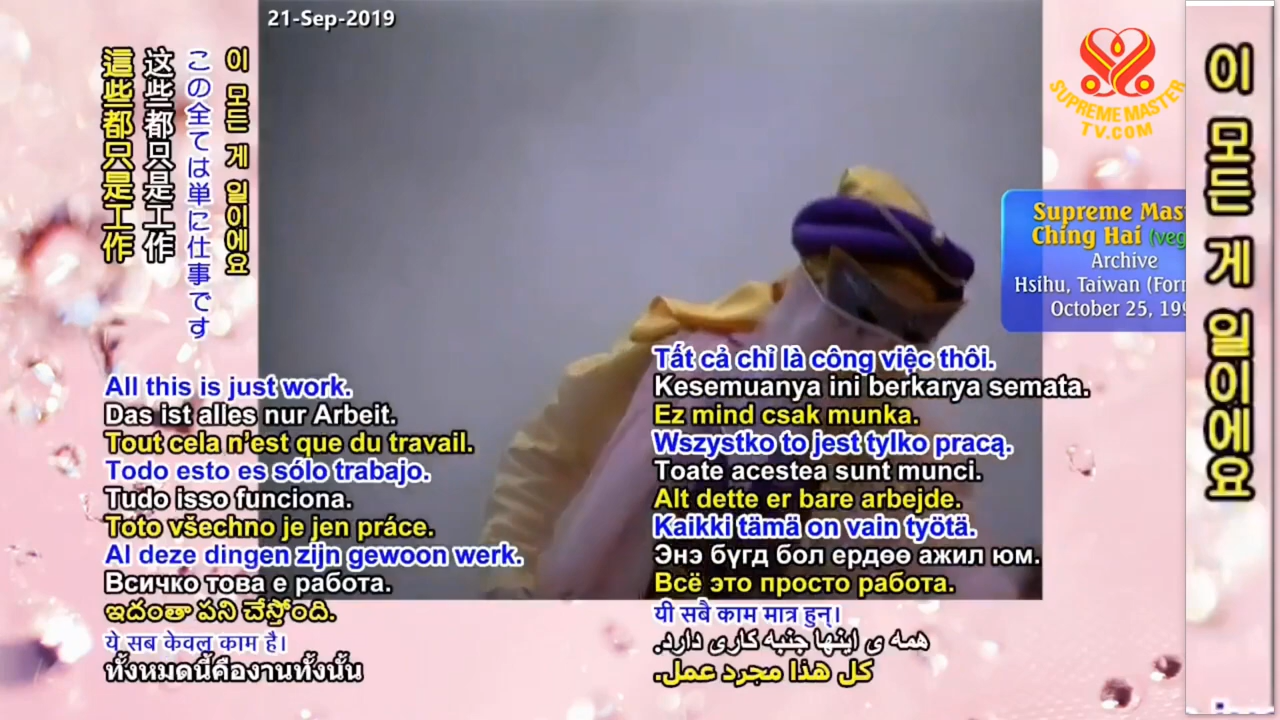 21-Sep-2019
SUPREME MASTER
TV.COM
이 모든 게 일이에요
この全ては単に仕事です
这些都只是工作
這些都只是工作
Supreme Mas
Ching Hai (veg
Archive
Hsihu, Taiwan (For
October 25, 199
이 모든 게 일이에요
All this is just work.
Das ist alles nur Arbeit.
Tout cela n’est que du travail.
Todo esto es sólo trabajo.
Tudo isso funciona.
Toto všechno je jen práce.
Al deze dingen zijn gewoon werk.
Всичко това е работа.
ఇదంతా పని చేస్తోంది.
ये सब केवल काम है।
ทั้งหมดนี้คืองานทั้งนั้น
Tất cả chỉ là công việc thôi.
Kesemuanya ini berkarya semata.
Ez mind csak munka.
Wszystko to jest tylko pracą.
Toate acestea sunt munci.
Alt dette er bare arbejde.
Kaikki tämä on vain työtä.
Энэ бүгд бол ердөө ажил юм.
Всё это просто работа.
यी सबै काम मात्र हुन्।
همه ی اینها جنبه کاری دارد.
كل هذا مجرد عمل.